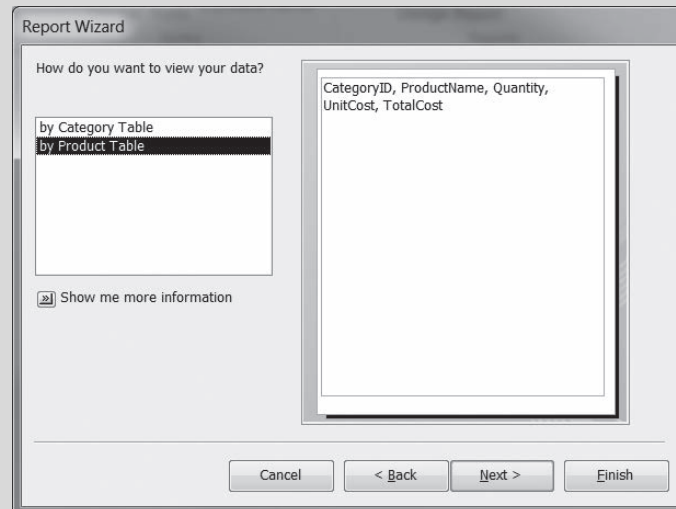 Report Wizard
How do you want to view your data?
by Category Table
by Product Table
Show me more information
CategoryID, ProductName, Quantity,
UnitCost, TotalCost
Cancel
< Back
Next >
Finish